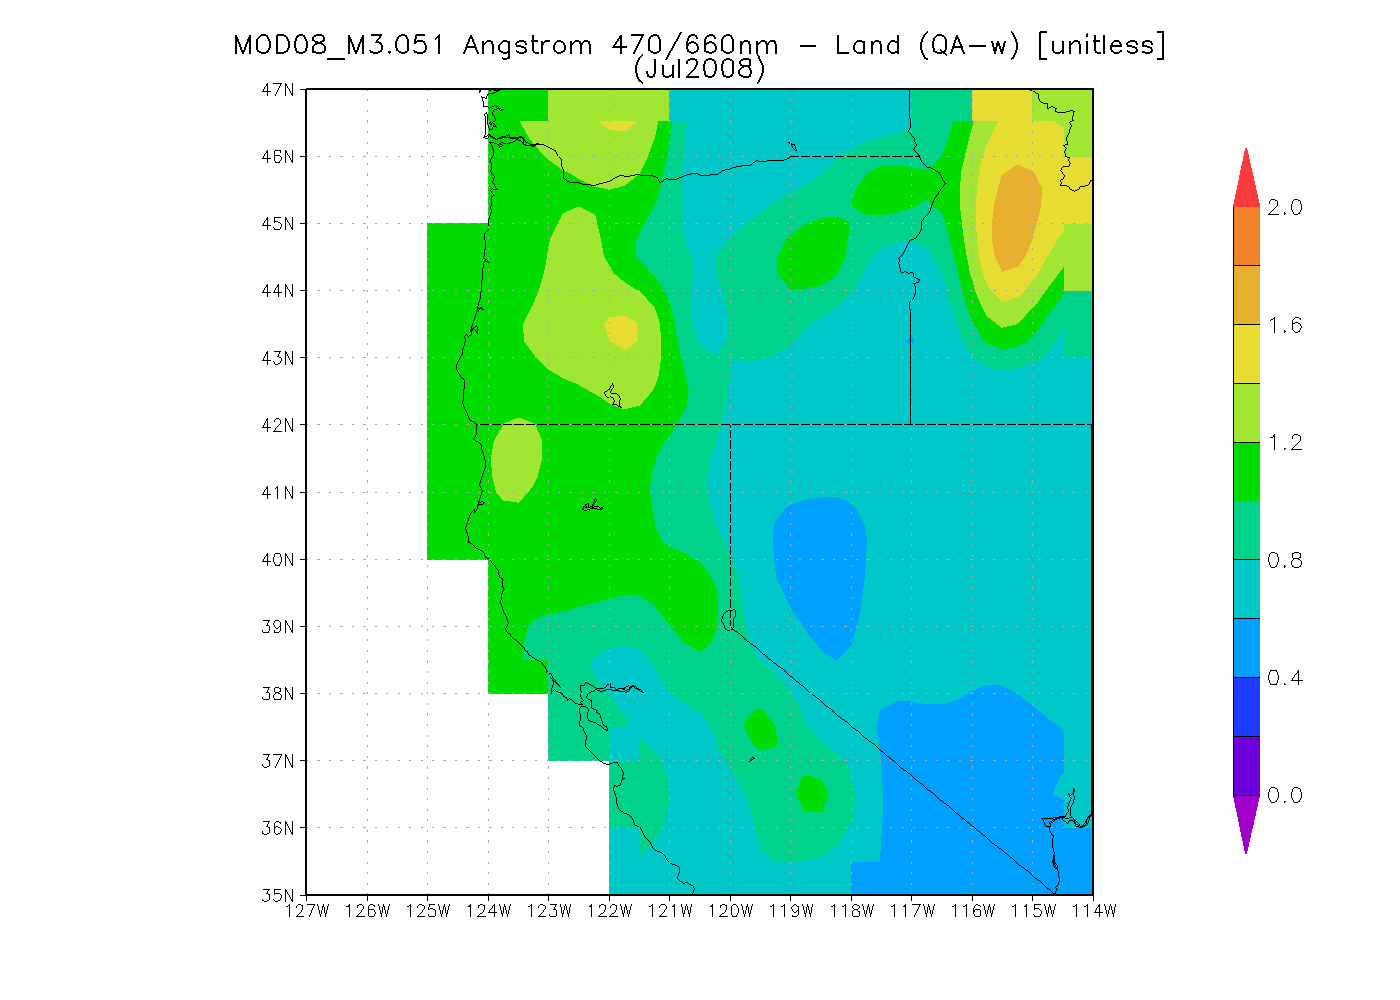 MOD08_M3.051 Angstrom 470/660nm – Land (QA–w) [unitless]
(Jul2008)
47N
46N
45N
44N
43N
42N
41N
40N
39N
38N
37N
36N
35N
127W 126W 125W 124W 123W 122W 121W 120W 119W 118W 117W 116W 115W 114W
2.0
1.6
1.2
0.8
0.4
0.0